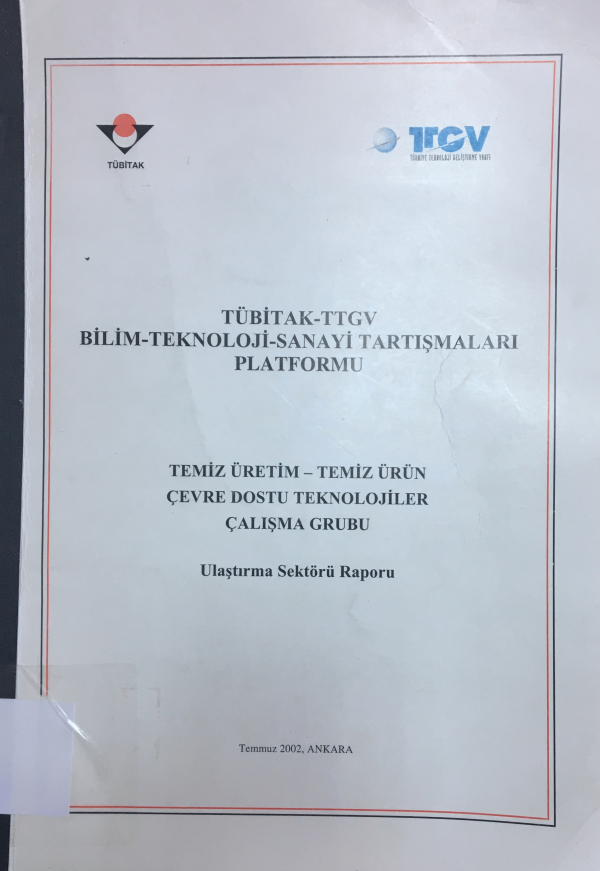 TÜBİTAK
TTGV
TÜRKİYE TEKNOLOJİ GELİŞTİRME VAKFI
TÜBİTAK-TTGV
BİLİM-TEKNOLOJİ-SANAYİ TARTIŞMALARI
PLATFORMU
TEMİZ ÜRETİM – TEMİZ ÜRÜN
ÇEVRE DOSTU TEKNOLOJİLER
ÇALIŞMA GRUBU
Ulaştırma Sektörü Raporu
Temmuz 2002, ANKARA